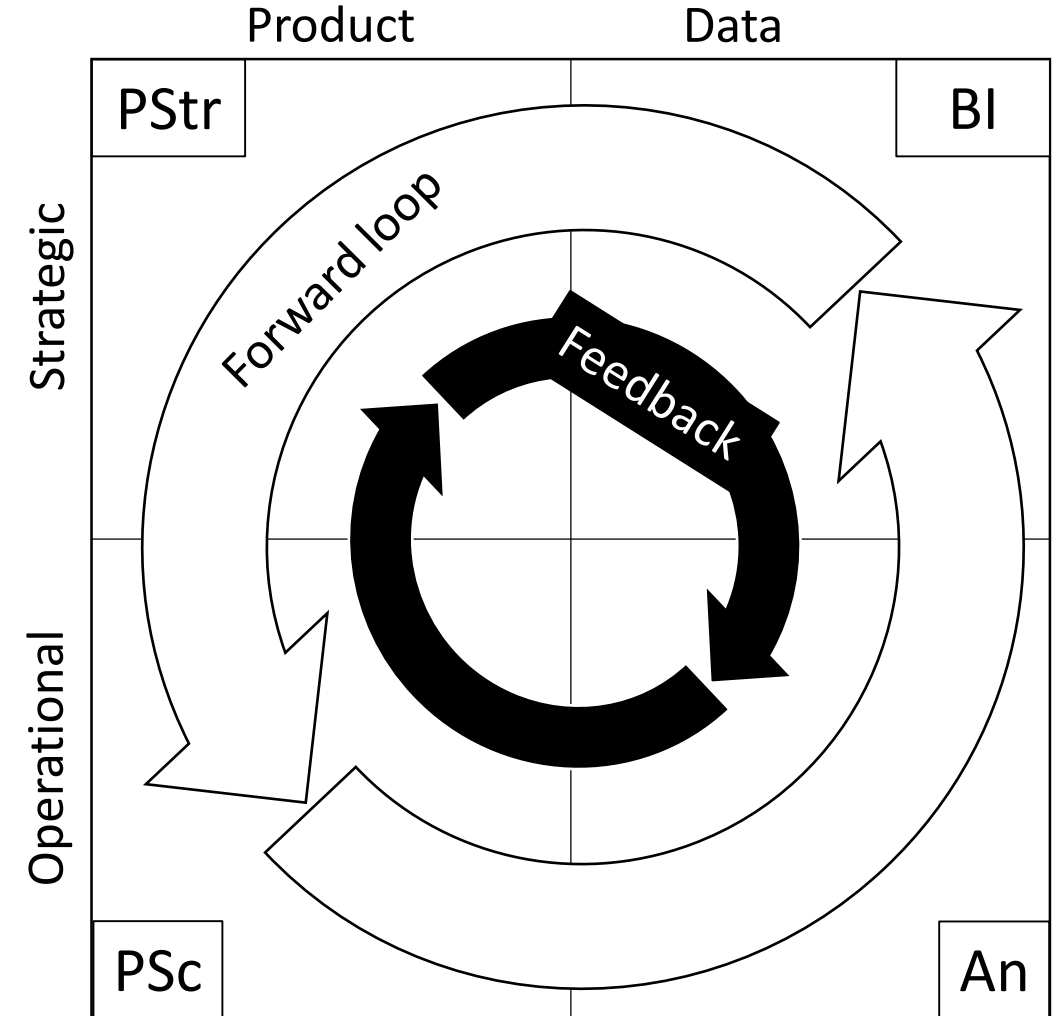 Product
Data
PStr
BI
Strategic
Forward loop
Feedback
Operational
PSc
An